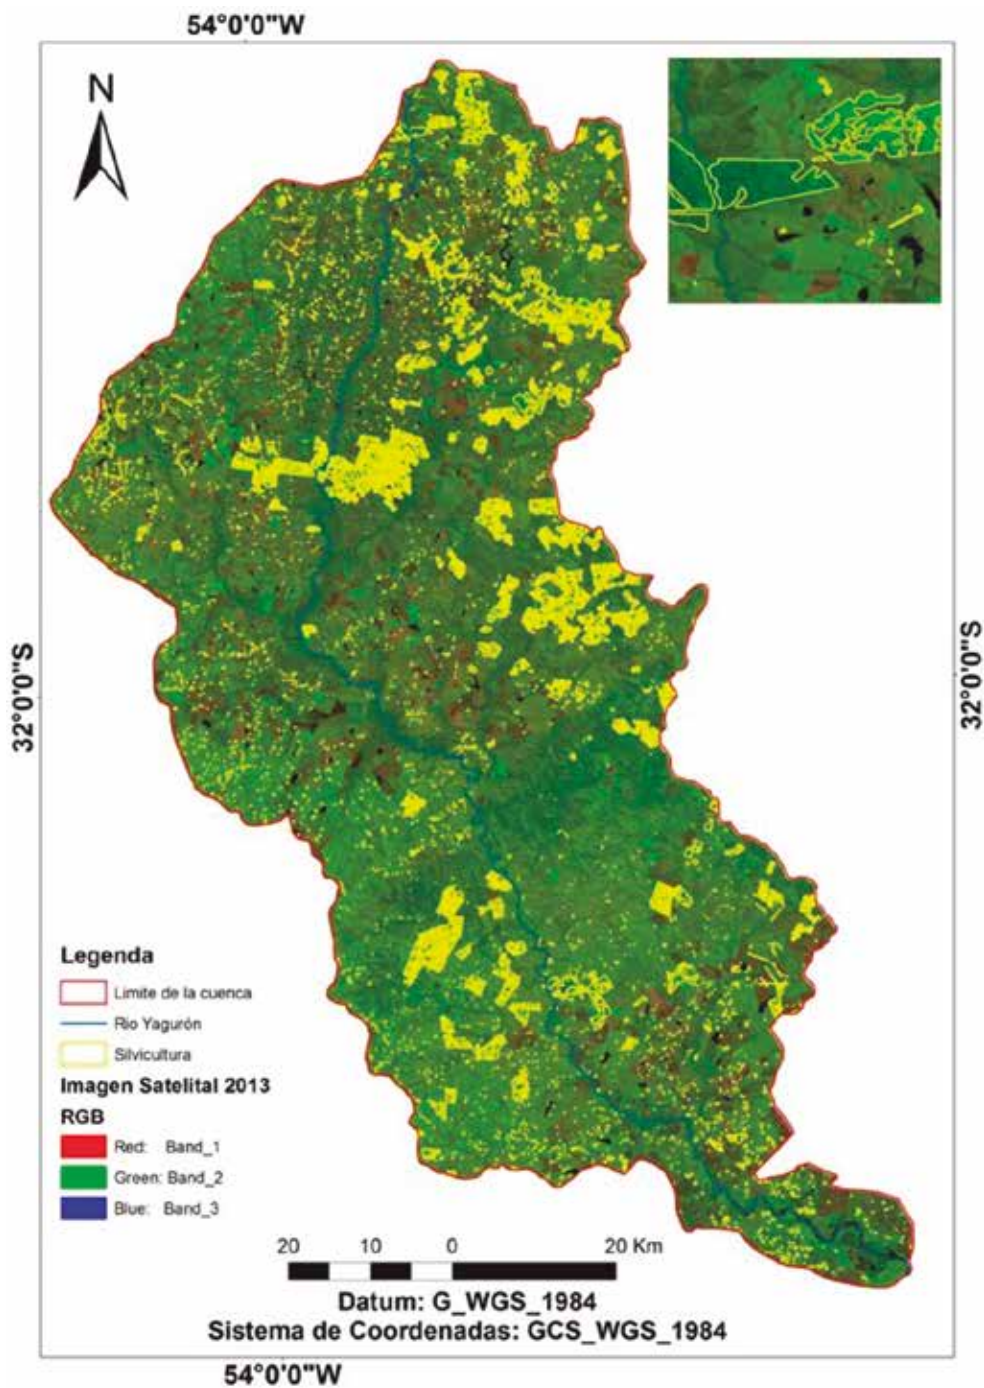 54°0'0"W
N
32°0'0"S
32°0'0"S
Legenda
Limite de la cuenca
Rio Yagurón
Silvicultura
Imagen Satelital 2013
RGB
Red: Band_1
Green: Band_2
Blue: Band_3
20 10 0 20 Km
Datum: G_WGS_1984
Sistema de Coordenadas: GCS_WGS_1984
54°0'0"W